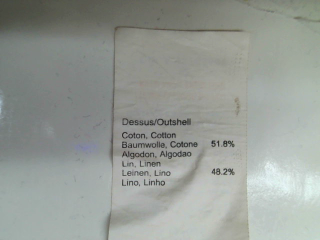 Dessus/Outshell
Coton, Cotton
Baumwolle, Cotone 51.8%
Algodon, Algodao
Lin, Linen
Leinen, Lino 48.2%
Lino, Linho